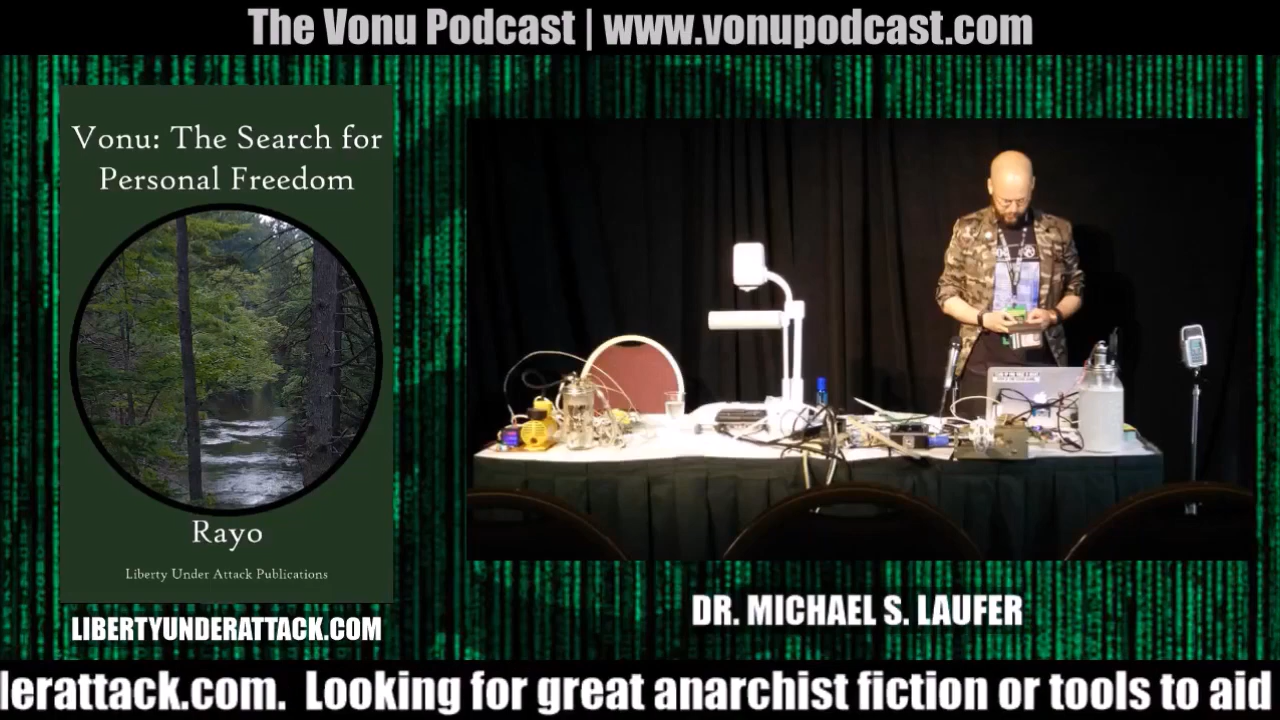 The Vonu Podcast | www.vonupodcast.com
Vonu: The Search for
Personal Freedom
Rayo
Liberty Under Attack Publications
LIBERTYUNDERATTACK.COM
DR. MICHAEL S. LAUFER
lerattack.com. Looking for great anarchist fiction or tools to aid